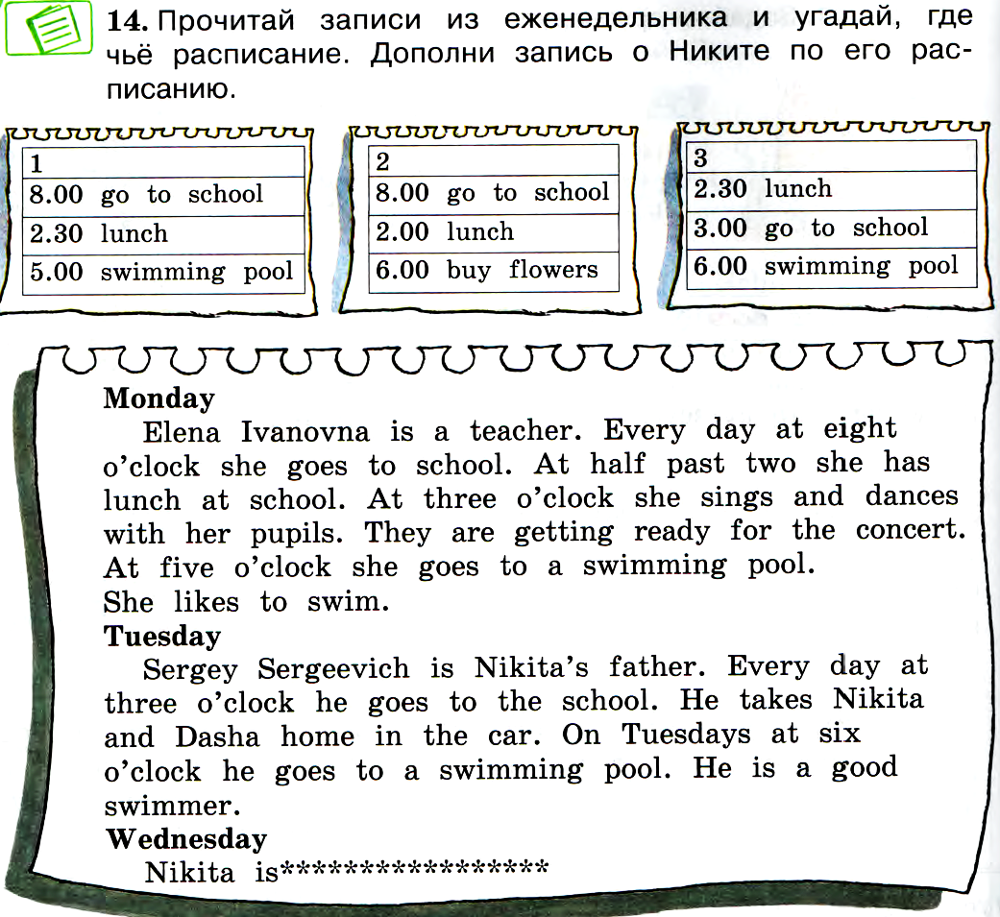 14. Прочитай записи из еженедельника и угадай, где
чьё расписание. Дополни запись о Никите по его рас-
писанию.
1
8.00 go to school
2.30 lunch
5.00 swimming pool
2
8.00 go to school
2.00 lunch
6.00 buy flowers
3
2.30 lunch
3.00 go to school
6.00 swimming pool
Monday
Elena Ivanovna is a teacher. Every day at eight
o'clock she goes to school. At half past two she has
lunch at school. At three o'clock she sings and dances
with her pupils. They are getting ready for the concert.
At five o'clock she goes to a swimming pool.
She likes to swim.
Tuesday
Sergey Sergeevich is Nikita's father. Every day at
three o'clock he goes to the school. He takes Nikita
and Dasha home in the car. On Tuesdays at six
o'clock he goes to a swimming pool. He is a good
swimmer.
Wednesday
Nikita is*****************